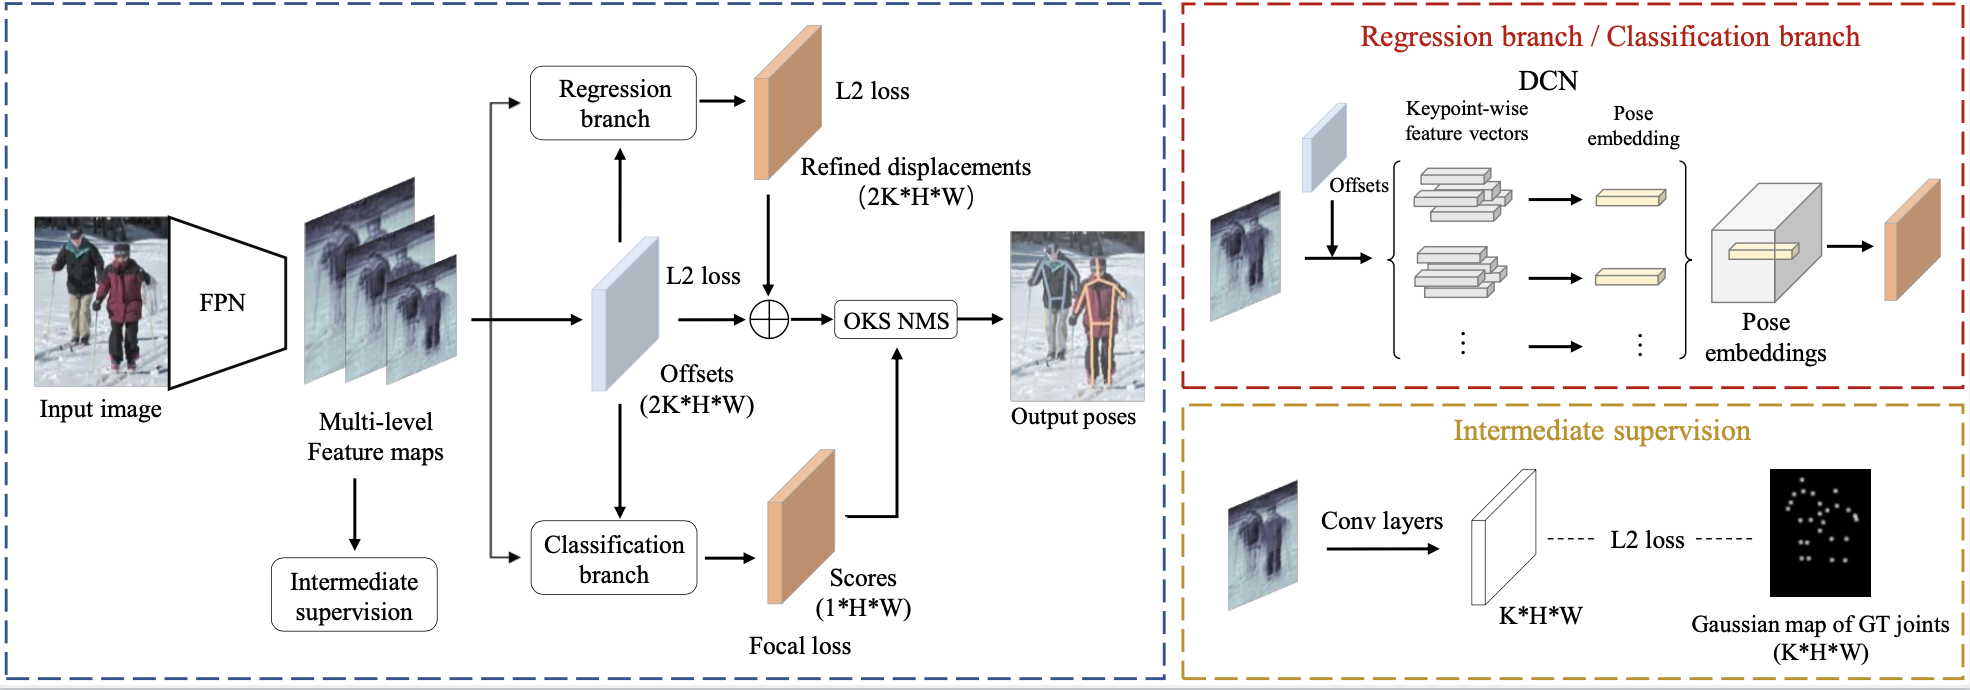 FPN
Input image
Multi-level
Feature maps
Intermediate
supervision
Regression
branch
L2 loss
Refined displacements
(2K*H*W)
L2 loss
Offsets
(2K*H*W)
OKS NMS
Output poses
Classification
branch
Scores
(1*H*W)
Focal loss
Regression branch / Classification branch
DCN
Keypoint-wise
feature vectors
Pose
embedding
Offsets
Pose
embeddings
Intermediate supervision
Conv layers
K*H*W
L2 loss
Gaussian map of GT joints
(K*H*W)